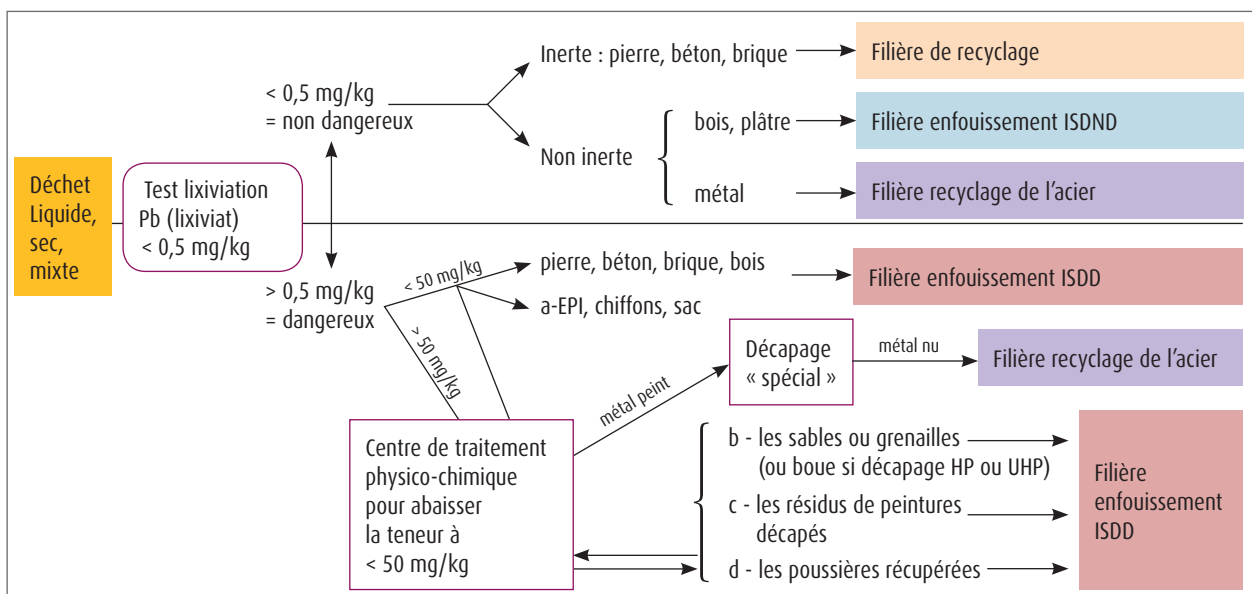 Déchet
Liquide,
sec,
mixte
Test lixiviation
Pb (lixiviat)
< 0,5 mg/kg
< 0,5 mg/kg
= non dangereux
Inerte : pierre, béton, brique
Filière de recyclage
Non inerte
bois, plâtre
Filière enfouissement ISDND
métal
Filière recyclage de l’acier
> 0,5 mg/kg
= dangereux
< 50 mg/kg
pierre, béton, brique, bois
Filière enfouissement ISDD
a-EPI, chiffons, sac
> 50 mg/kg
Centre de traitement
physico-chimique
pour abaisser
la teneur à
< 50 mg/kg
métal peint
Décapage
« spécial »
métal nu
Filière recyclage de l’acier
b - les sables ou grenailles
(ou boue si décapage HP ou UHP)
c - les résidus de peintures
décapés
d - les poussières récupérées
Filière
enfouissement
ISDD